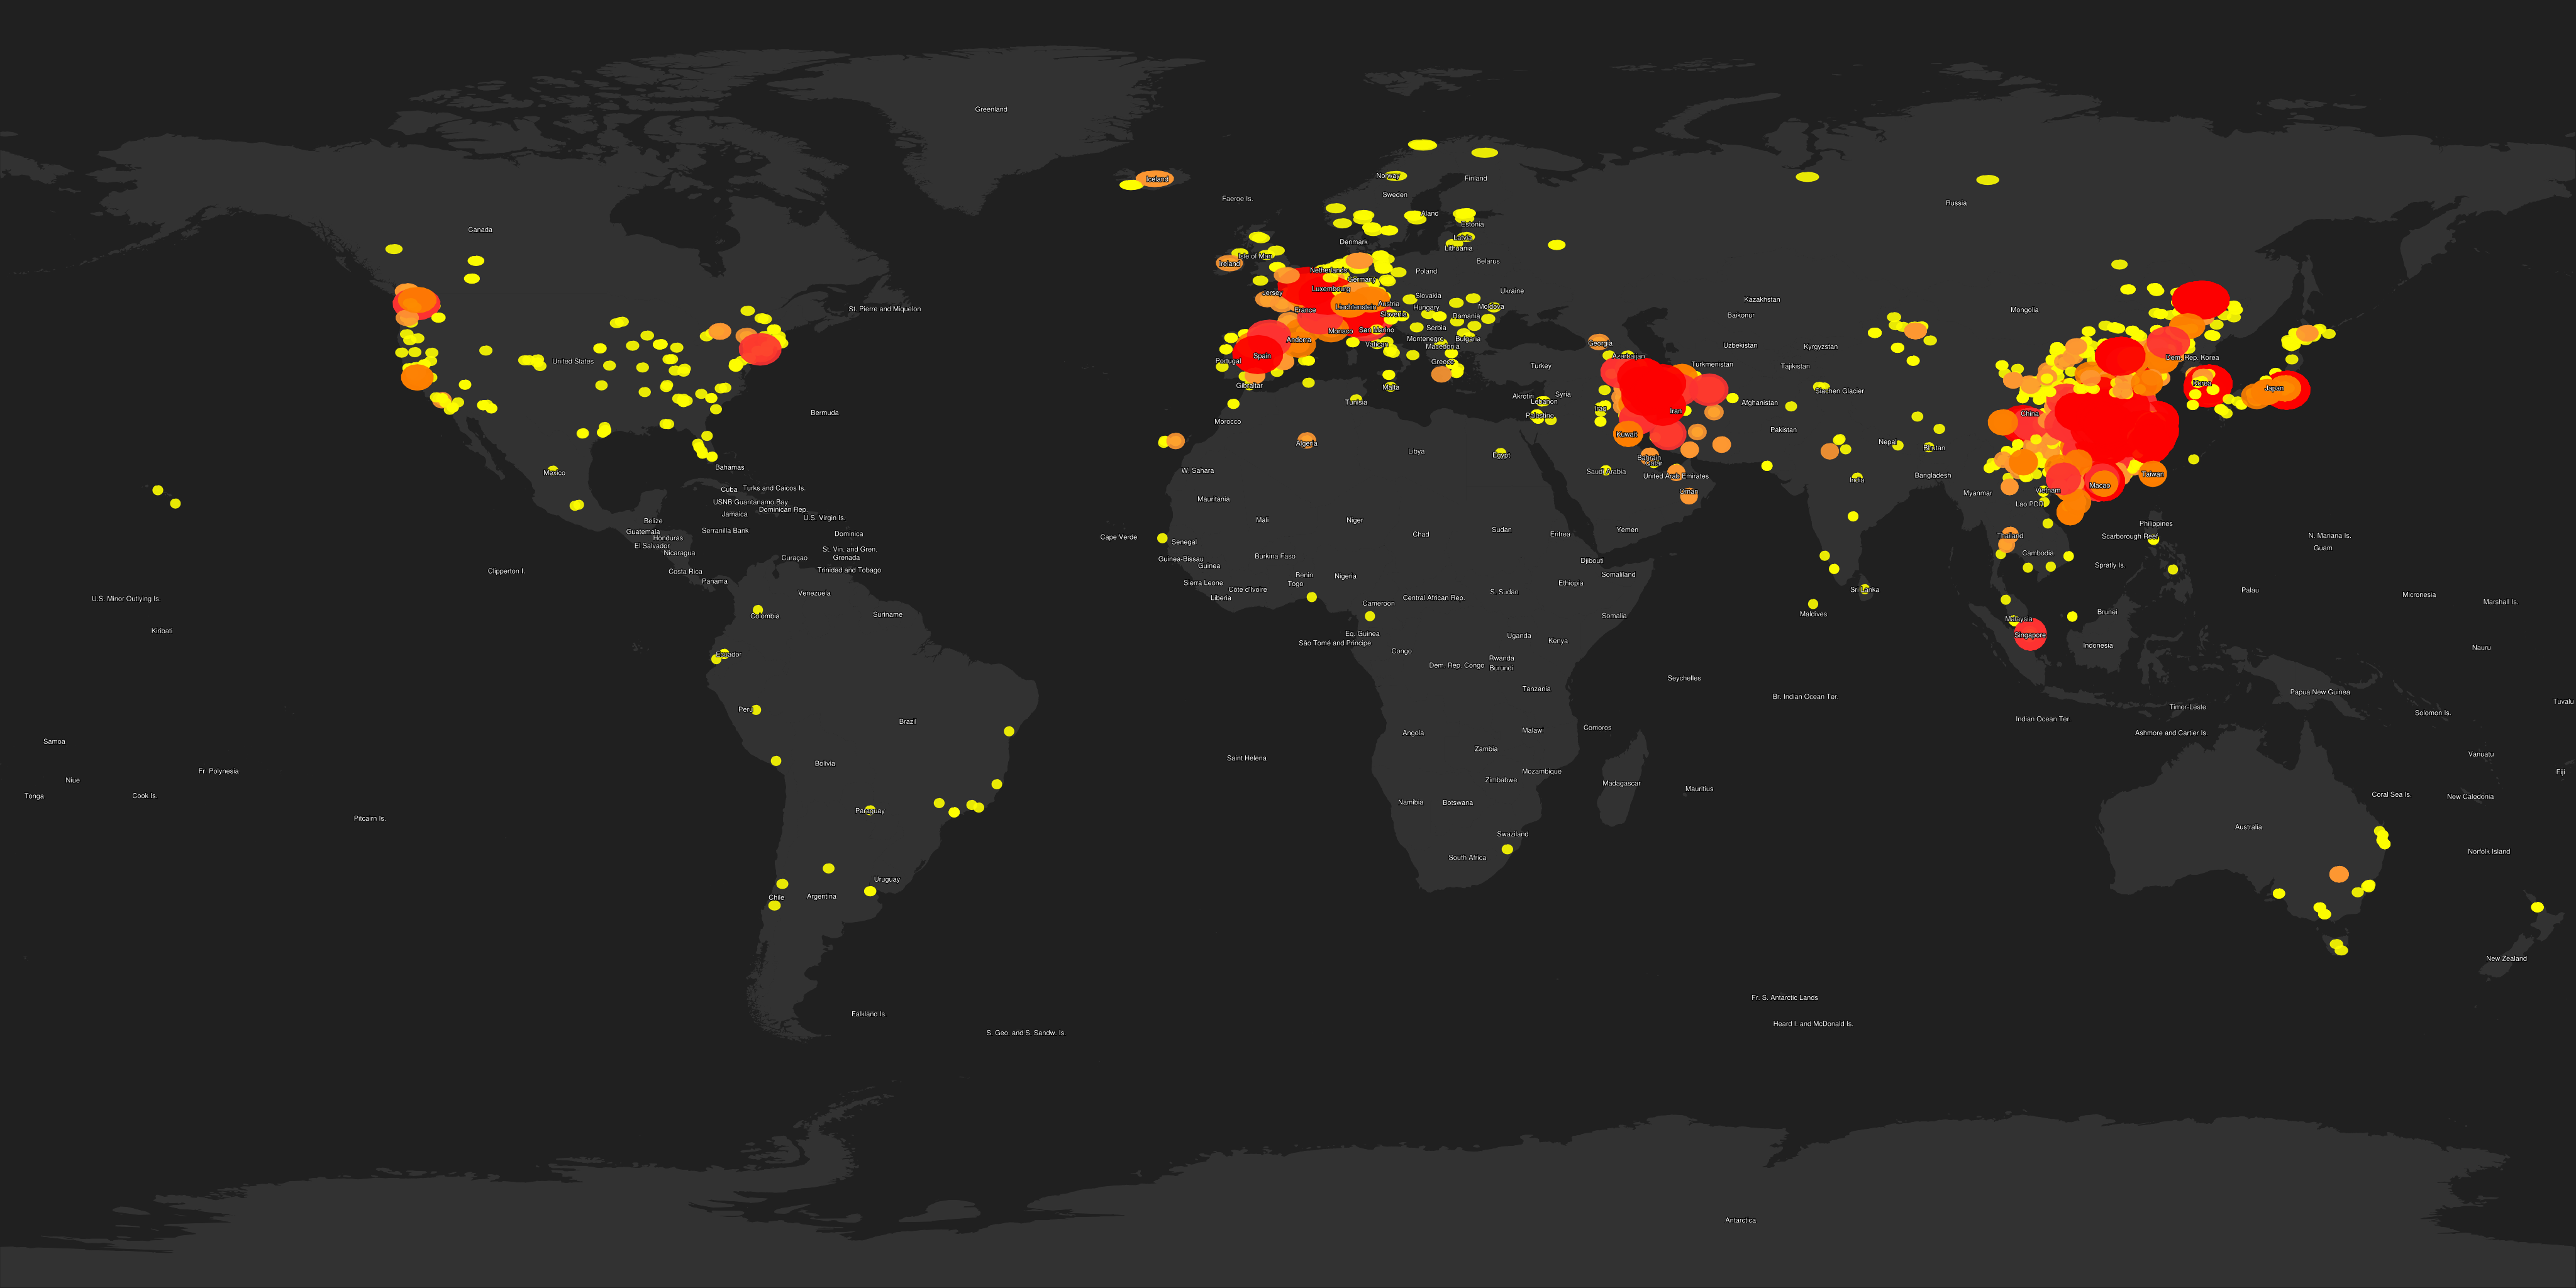 Greenland
Iceland
Norway
Finland
Sweden
Faeroe Is.
Russia
Canada
Aland
Estonia
Latvia
Lithuania
Denmark
Isle of Man
Ireland
Belarus
Netherlands
Poland
Germany
Luxembourg
Jersey
Ukraine
Slovakia
Kazakhstan
Austria
Liechtenstein
Hungary
Moldova
St. Pierre and Miquelon
France
Mongolia
Slovenia
Baikonur
Romania
Serbia
San Marino
Monaco
Montenegro
Bulgaria
Andorra
Georgia
Vatican
Macedonia
Uzbekistan
Kyrgyzstan
Spain
Azerbaijan
Dem. Rep. Korea
United States
Portugal
Greece
Turkmenistan
Turkey
Tajikistan
Gibraltar
Malta
Korea
Japan
Siachen Glacier
Syria
Akrotiri
Lebanon
Tunisia
Afghanistan
Iraq
Iran
Bermuda
China
Palestine
Morocco
Pakistan
Kuwait
Algeria
Nepal
Bhutan
Libya
Egypt
Bahrain
Qatar
Bahamas
W. Sahara
Saudi Arabia
Mexico
United Arab Emirates
Bangladesh
Taiwan
India
Macao
Cuba
Turks and Caicos Is.
Oman
Vietnam
Myanmar
Mauritania
USNB Guantanamo Bay
Lao PDR
Dominican Rep.
Jamaica
U.S. Virgin Is.
Belize
Mali
Niger
Philippines
Guatemala
Serranilla Bank
Sudan
Yemen
Dominica
Chad
Eritrea
Thailand
Scarborough Reef
N. Mariana Is.
Honduras
Cape Verde
Senegal
El Salvador
Guam
St. Vin. and Gren.
Nicaragua
Cambodia
Curaçao
Grenada
Burkina Faso
Guinea-Bissau
Djibouti
Guinea
Spratly Is.
Clipperton I.
Costa Rica
Trinidad and Tobago
Benin
Nigeria
Somaliland
Panama
Sierra Leone
Togo
Ethiopia
Côte d'Ivoire
Sri Lanka
Palau
Venezuela
S. Sudan
Micronesia
U.S. Minor Outlying Is.
Liberia
Central African Rep.
Marshall Is.
Cameroon
Brunei
Suriname
Colombia
Somalia
Maldives
Malaysia
Kiribati
Eq. Guinea
Uganda
Singapore
São Tomé and Principe
Kenya
Indonesia
Nauru
Congo
Ecuador
Rwanda
Dem. Rep. Congo
Burundi
Seychelles
Tanzania
Papua New Guinea
Br. Indian Ocean Ter.
Tuvalu
Peru
Timor-Leste
Solomon Is.
Brazil
Indian Ocean Ter.
Comoros
Malawi
Angola
Ashmore and Cartier Is.
Samoa
Zambia
Vanuatu
Saint Helena
Bolivia
Fr. Polynesia
Mozambique
Fiji
Niue
Zimbabwe
Madagascar
Mauritius
Tonga
Cook Is.
Coral Sea Is.
New Caledonia
Namibia
Botswana
Paraguay
Pitcairn Is.
Australia
Swaziland
Norfolk Island
South Africa
Uruguay
Chile
Argentina
New Zealand
Fr. S. Antarctic Lands
Falkland Is.
Heard I. and McDonald Is.
S. Geo. and S. Sandw. Is.
Antarctica